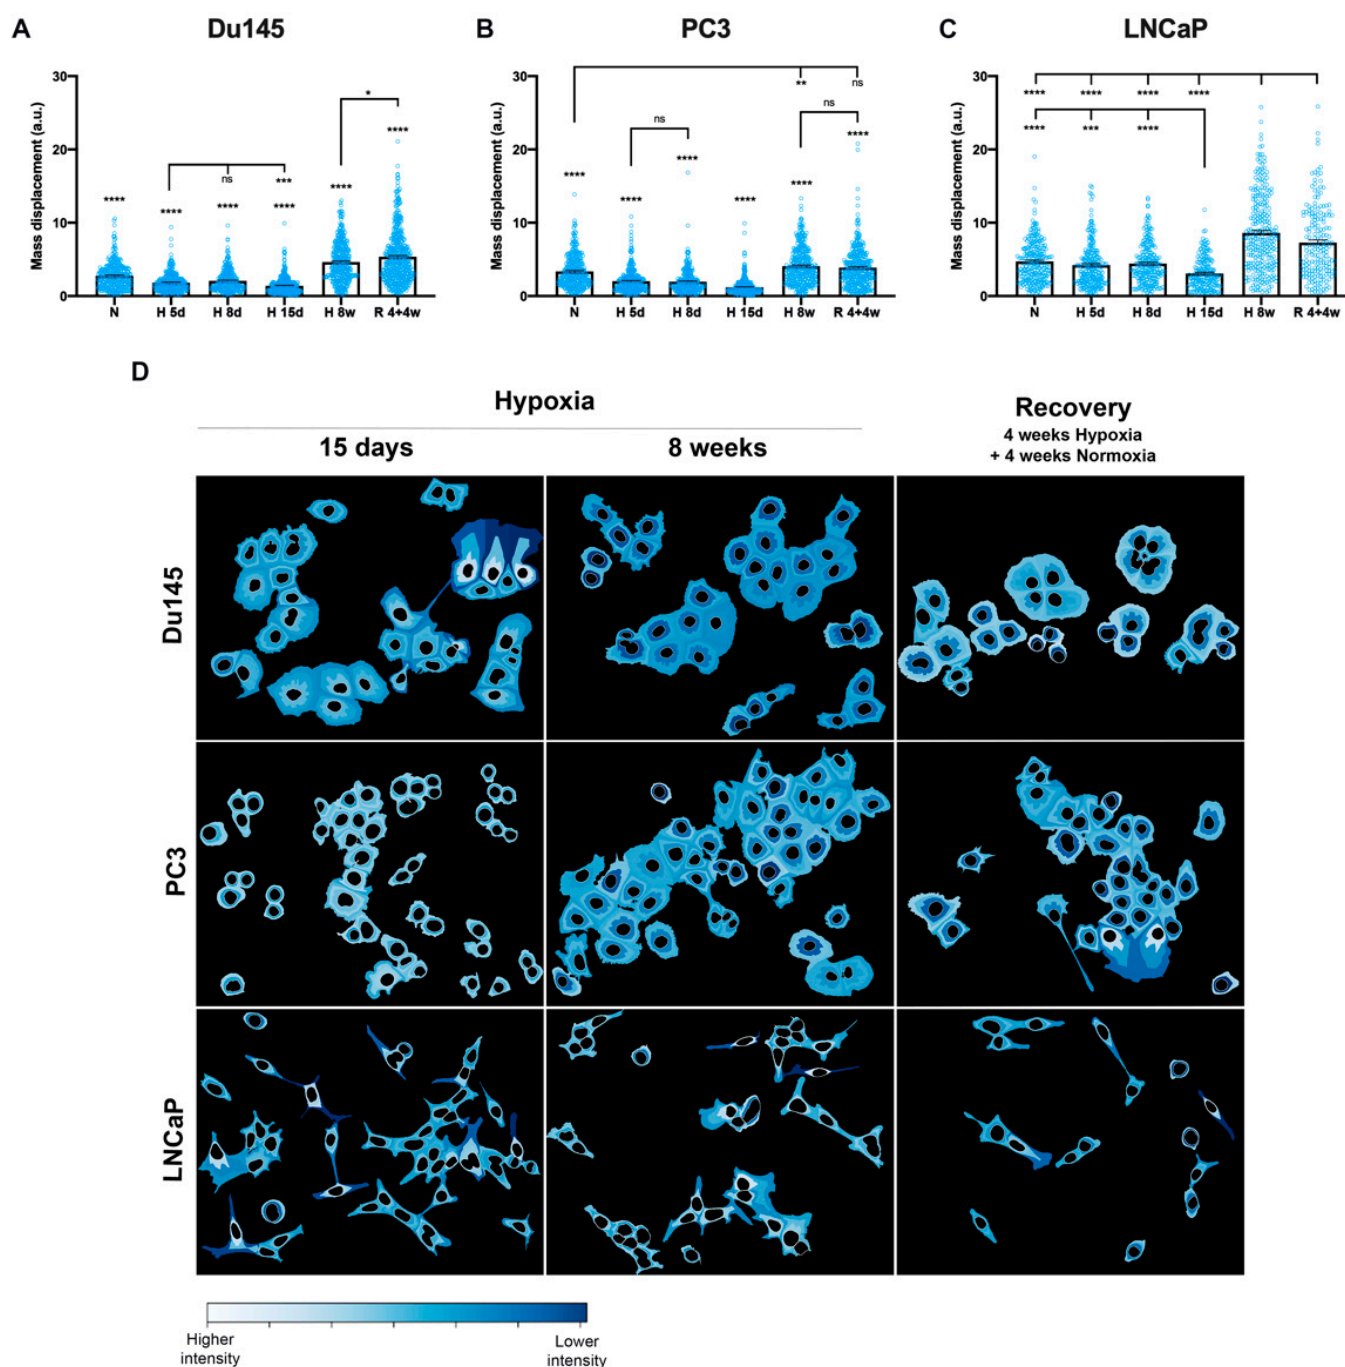 A
Du145
Mass displacement (a.u.)
30
20
10
0
*
****
ns
***
****
****
****
****
****
****
N
H 5d
H 8d
H 15d
H 8w
R 4+4w
B
PC3
Mass displacement (a.u.)
30
20
10
0
**
ns
ns
ns
****
****
****
****
****
****
N
H 5d
H 8d
H 15d
H 8w
R 4+4w
C
LNCaP
Mass displacement (a.u.)
30
20
10
0
****
****
****
****
****
***
****
N
H 5d
H 8d
H 15d
H 8w
R 4+4w
D
Hypoxia
15 days
8 weeks
Recovery
4 weeks Hypoxia
+ 4 weeks Normoxia
Du145
PC3
LNCaP
Higher
intensity
Lower
intensity